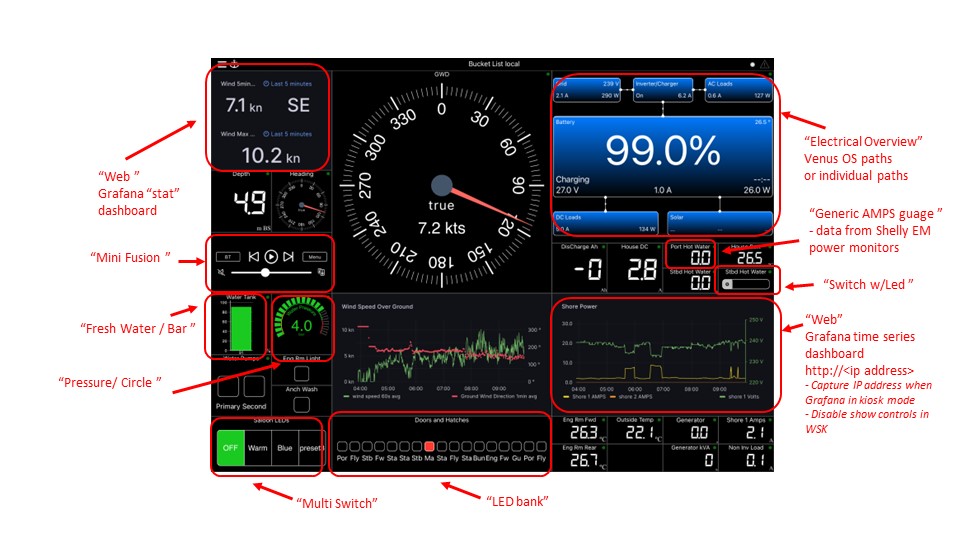 Bucket List local
Wind 5min... Last 5 minutes
7.1 kn SE
Wind Max ... Last 5 minutes
10.2 kn
Depth
4.9
m BS
Heading
true
GWD
0
30
60
90
120
150
180
210
240
270
300
330
true
7.2 kts
239 V
2.1 A 290 W
Inverter/Charger
On 6.2 A
AC Loads
0.6 A 127 W
Battery 26.5 °
99.0%
Charging --:--
27.0 V 1.0 A 26.0 W
DC Loads
5.0 A 134 W
Solar
-- --
DisCharge Ah
-0
Ah
House DC
2.8
A
Port Hot Water
0.0
Stbd Hot Water
0.0
26.5
Stbd Hot Water
BT Menu
Water Tank
100
80
60
40
20
0
4.0
Eng Rm Light
Anch Wash
Primary Second
Wind Speed Over Ground
10 kn
5 kn
0 kn
300 °
200 °
100 °
0 °
04:00 05:00 06:00 07:00 08:00 09:00
wind speed 60s avg Ground Wind Direction 1min avg
Shore Power
30.0
20.0
10.0
0
250 V
240 V
230 V
220 V
04:00 05:00 06:00 07:00 08:00 09:00
Shore 1 AMPS shore 2 AMPS shore 1 Volts
Saloon LEDs
OFF Warm Blue preset
Doors and Hatches
Por Fly Stb Fw Sta Sta Stb Ma Sta Fly Sta Bun Eng Fw Gu Por Fly
Eng Rm Fwd
26.3
°C
Outside Temp
22.1
°C
Generator
0.0
Shore 1 Amps
2.1
A
Eng Rm Rear
26.7
°C
Generator kVA
0
Non Inv Load
0.1
A
“Web ”
Grafana “stat”
dashboard
“Mini Fusion ”
“Fresh Water / Bar ”
“Pressure/ Circle ”
“Multi Switch”
“LED bank”
“Electrical Overview”
Venus OS paths
or individual paths
“Generic AMPS guage ”
- data from Shelly EM
power monitors
“Switch w/Led ”
“Web”
Grafana time series
dashboard
http://<ip address>
- Capture IP address when
Grafana in kiosk mode
- Disable show controls in
WSK